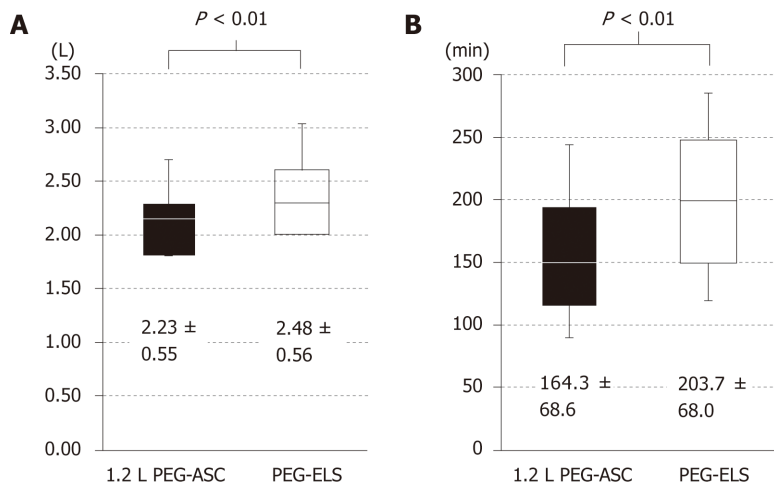 A
P < 0.01
(L)
3.50
3.00
2.50
2.00
1.50
1.00
0.50
0.00
2.23 ±
0.55
2.48 ±
0.56
1.2 L PEG-ASC
PEG-ELS
B
P < 0.01
(min)
300
250
200
150
100
50
0
164.3 ±
68.6
203.7 ±
68.0
1.2 L PEG-ASC
PEG-ELS